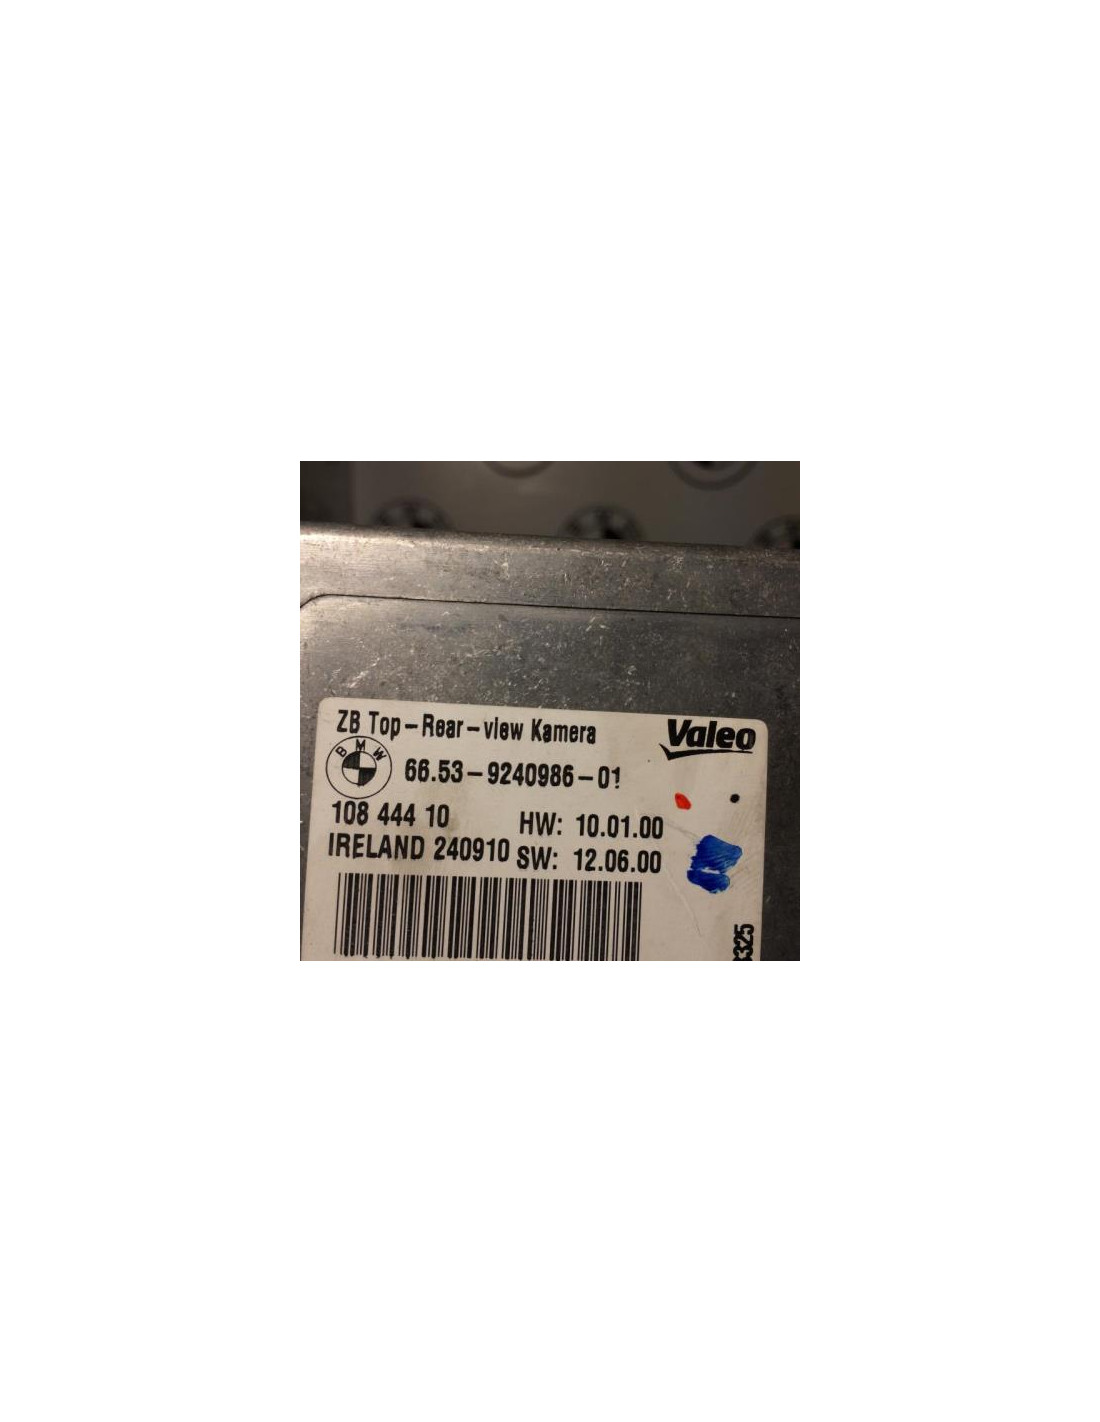 ZB Top-Rear-view Kamera
Valeo
BMW
66.53-9240986-01
108 444 10
HW: 10.01.00
IRELAND 240910
SW: 12.06.00